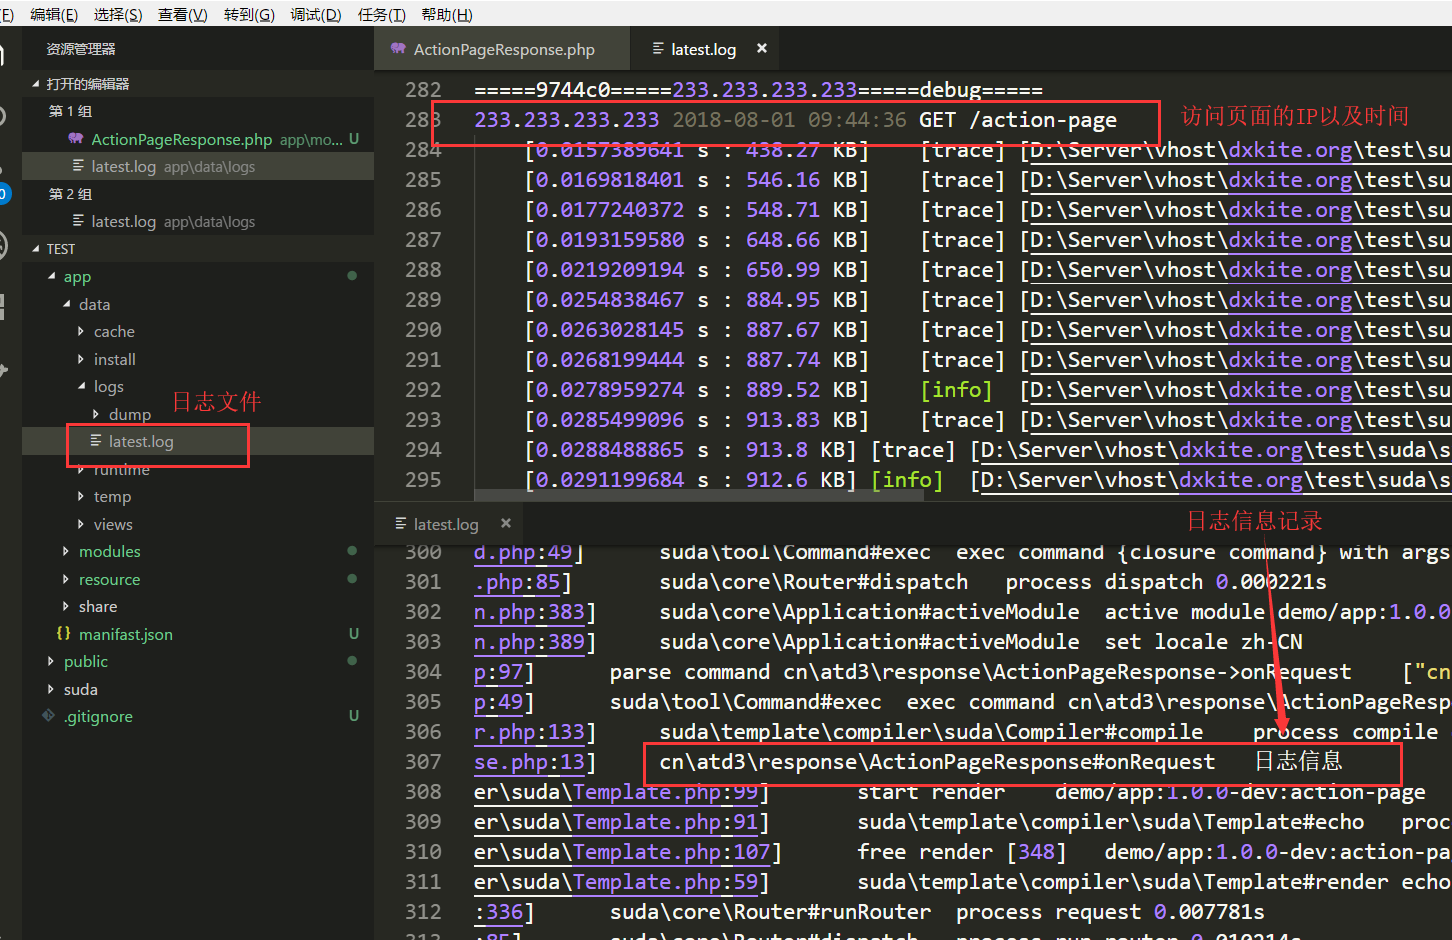 (F) 编辑(E) 选择(S) 查看(V) 转到(G) 调试(D) 任务(T) 帮助(H)
资源管理器
打开的编辑器
第 1 组
ActionPageResponse.php app\mo... U
latest.log app\data\logs
第 2 组
latest.log app\data\logs
TEST
app
data
cache
install
logs
日志文件
dump
latest.log
runtime
temp
views
modules
resource
share
{} manifast.json U
public
suda
.gitignore U
ActionPageResponse.php latest.log ×
282 =====9744c0=====233.233.233.233=====debug=====
283 233.233.233.233 2018-08-01 09:44:36 GET /action-page 访问页面的IP以及时间
284 [0.0157389641 s : 438.27 KB] [trace] [D:\Server\vhost\dxkite.org\test\su
285 [0.0169818401 s : 546.16 KB] [trace] [D:\Server\vhost\dxkite.org\test\su
286 [0.0177240372 s : 548.71 KB] [trace] [D:\Server\vhost\dxkite.org\test\su
287 [0.0193159580 s : 648.66 KB] [trace] [D:\Server\vhost\dxkite.org\test\su
288 [0.0219209194 s : 650.99 KB] [trace] [D:\Server\vhost\dxkite.org\test\su
289 [0.0254838467 s : 884.95 KB] [trace] [D:\Server\vhost\dxkite.org\test\su
290 [0.0263028145 s : 887.67 KB] [trace] [D:\Server\vhost\dxkite.org\test\su
291 [0.0268199444 s : 887.74 KB] [trace] [D:\Server\vhost\dxkite.org\test\su
292 [0.0278959274 s : 889.52 KB] [info] [D:\Server\vhost\dxkite.org\test\su
293 [0.0285499096 s : 913.83 KB] [trace] [D:\Server\vhost\dxkite.org\test\su
294 [0.0288488865 s : 913.8 KB] [trace] [D:\Server\vhost\dxkite.org\test\suda\s
295 [0.0291199684 s : 912.6 KB] [info] [D:\Server\vhost\dxkite.org\test\suda\s
latest.log ×
日志信息记录
300 d.php:49] suda\tool\Command#exec exec command {closure command} with args
301 .php:85] suda\core\Router#dispatch process dispatch 0.000221s
302 n.php:383] suda\core\Application#activeModule active module demo/app:1.0.0
303 n.php:389] suda\core\Application#activeModule set locale zh-CN
304 p:97] parse command cn\atd3\response\ActionPageResponse->onRequest ["cn
305 p:49] suda\tool\Command#exec exec command cn\atd3\response\ActionPageResp
306 r.php:133] suda\template\compiler\suda\Compiler#compile process compile
307 se.php:13] cn\atd3\response\ActionPageResponse#onRequest 日志信息
308 er\suda\Template.php:99] start render demo/app:1.0.0-dev:action-page
309 er\suda\Template.php:91] suda\template\compiler\suda\Template#echo proc
310 er\suda\Template.php:107] free render [348] demo/app:1.0.0-dev:action-pa
311 er\suda\Template.php:59] suda\template\compiler\suda\Template#render echo
312 :336] suda\core\Router#runRouter process request 0.007781s
313 :85] suda\core\Router#dispatch process run router 0.010214s